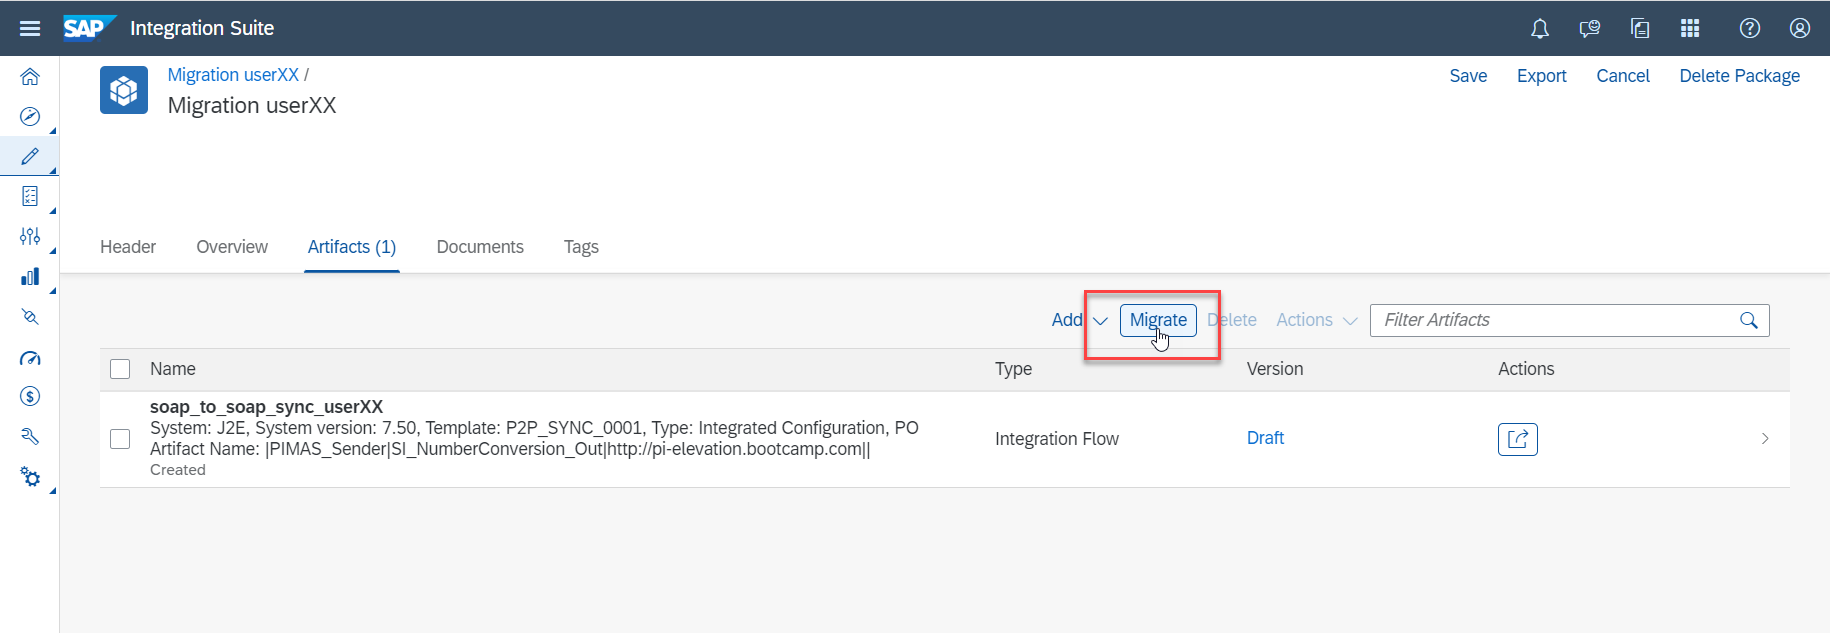 SAP Integration Suite
Migration userXX /
Migration userXX
Save Export Cancel Delete Package
Header Overview Artifacts (1) Documents Tags
Add Migrate Delete Actions Filter Artifacts
Name Type Version Actions
soap_to_soap_sync_userXX
System: J2E, System version: 7.50, Template: P2P_SYNC_0001, Type: Integrated Configuration, PO
Artifact Name: |PIMAS_Sender|SI_NumberConversion_Out|http://pi-elevation.bootcamp.com||
Created
Integration Flow
Draft